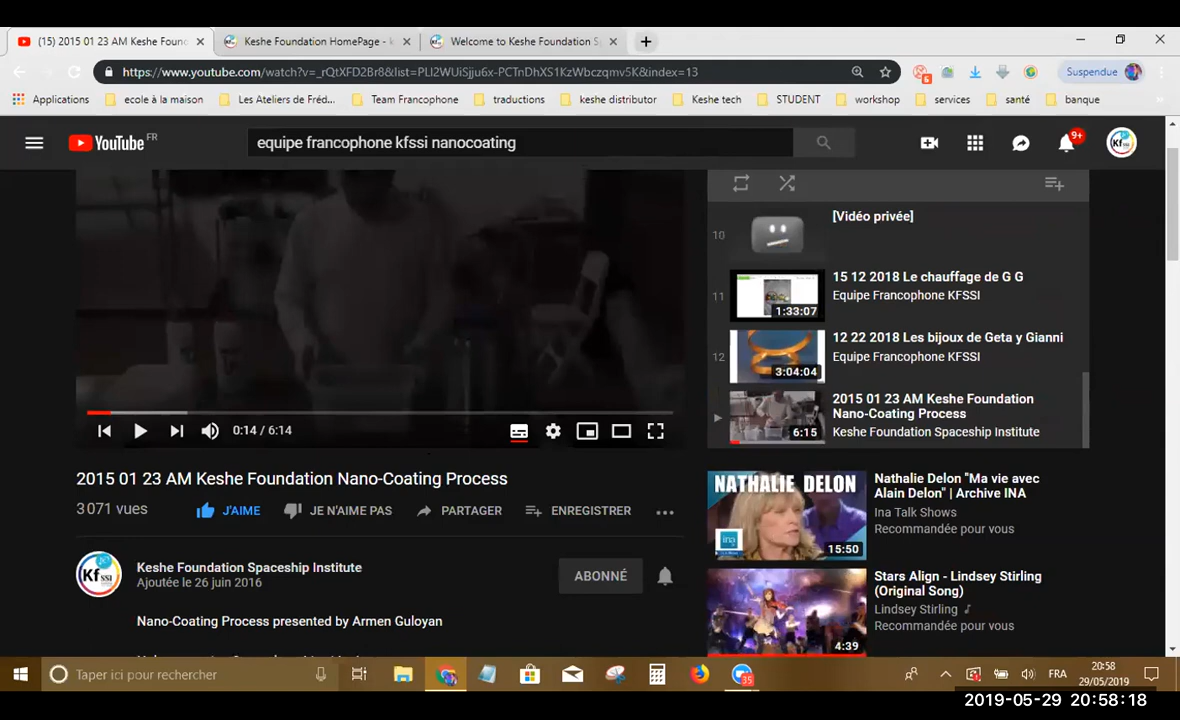 (15) 2015 01 23 AM Keshe Found
Keshe Foundation HomePage -
Welcome to Keshe Foundation S
https://www.youtube.com/watch?v=_rQtXFD2Br8&list=PLI2WUiSjju6x-PCTnDhXS1KzWbczqmv5K&index=13
6
Suspendue
Applications
ecole à la maison
Les Ateliers de Fréd...
Team Francophone
traductions
keshe distributor
Keshe tech
STUDENT
workshop
services
santé
banque
YouTube FR
equipe francophone kfssi nanocoating
9+
Kf
10
[Vidéo privée]
11
1:33:07
15 12 2018 Le chauffage de G G
Equipe Francophone KFSSI
12
3:04:04
12 22 2018 Les bijoux de Geta y Gianni
Equipe Francophone KFSSI
6:15
2015 01 23 AM Keshe Foundation
Nano-Coating Process
Keshe Foundation Spaceship Institute
0:14 / 6:14
2015 01 23 AM Keshe Foundation Nano-Coating Process
3 071 vues
J'AIME
JE N'AIME PAS
PARTAGER
ENREGISTRER
Kf SSI
Keshe Foundation Spaceship Institute
Ajoutée le 26 juin 2016
ABONNÉ
Nano-Coating Process presented by Armen Guloyan
NATHALIE DELON
ina
15:50
Nathalie Delon "Ma vie avec
Alain Delon" | Archive INA
Ina Talk Shows
Recommandée pour vous
4:39
Stars Align - Lindsey Stirling
(Original Song)
Lindsey Stirling
Recommandée pour vous
Taper ici pour rechercher
35
FRA
20:58
29/05/2019
2019-05-29 20:58:18